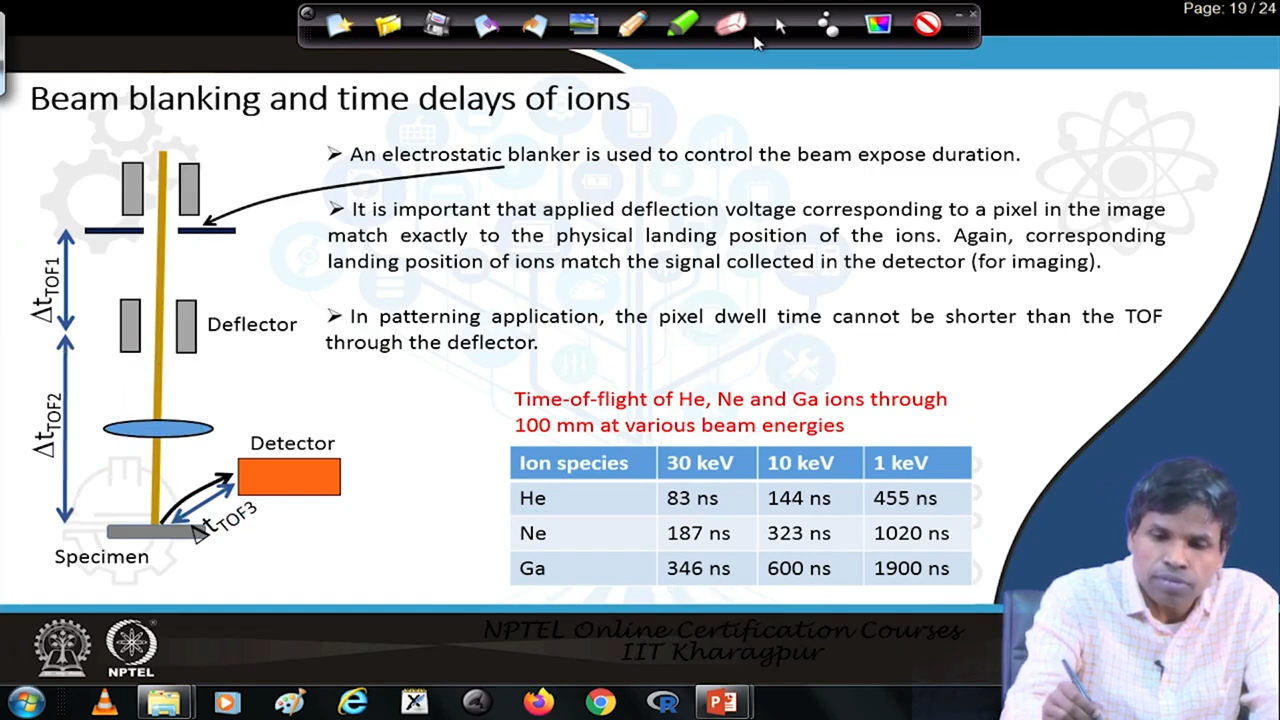 Page: 19 / 24
Beam blanking and time delays of ions
➢ An electrostatic blanker is used to control the beam expose duration.
➢ It is important that applied deflection voltage corresponding to a pixel in the image
match exactly to the physical landing position of the ions. Again, corresponding
landing position of ions match the signal collected in the detector (for imaging).
➢ In patterning application, the pixel dwell time cannot be shorter than the TOF
through the deflector.
ΔtTOF1
Deflector
ΔtTOF2
Detector
ΔtTOF3
Specimen
Time-of-flight of He, Ne and Ga ions through
100 mm at various beam energies
Ion species 30 keV 10 keV 1 keV
He 83 ns 144 ns 455 ns
Ne 187 ns 323 ns 1020 ns
Ga 346 ns 600 ns 1900 ns
NPTEL
NPTEL Online Certification Courses
IIT Kharagpur